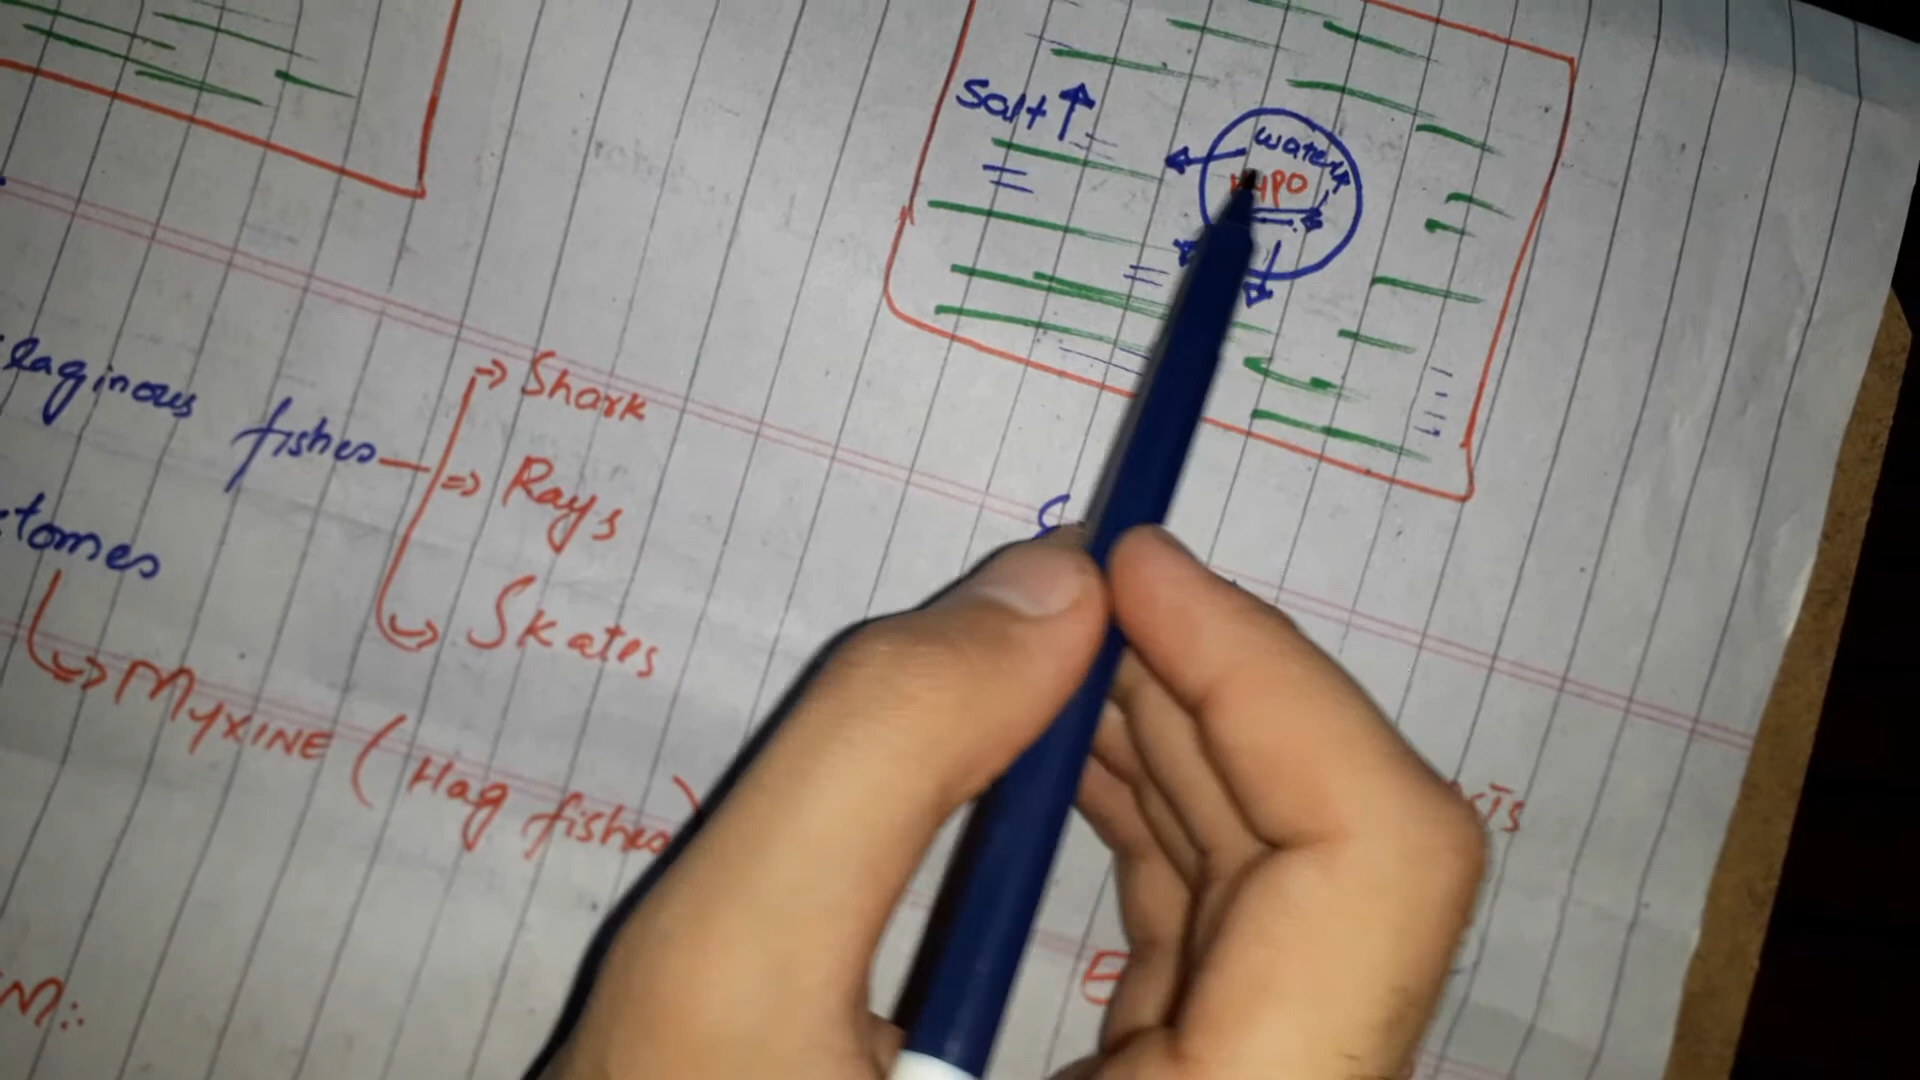 Salt ↑
water
Hypo
laginous fishes → Shark
⇒ Rays
→ Skates
tomes
→ MYXINE (Hag fishes)
M: